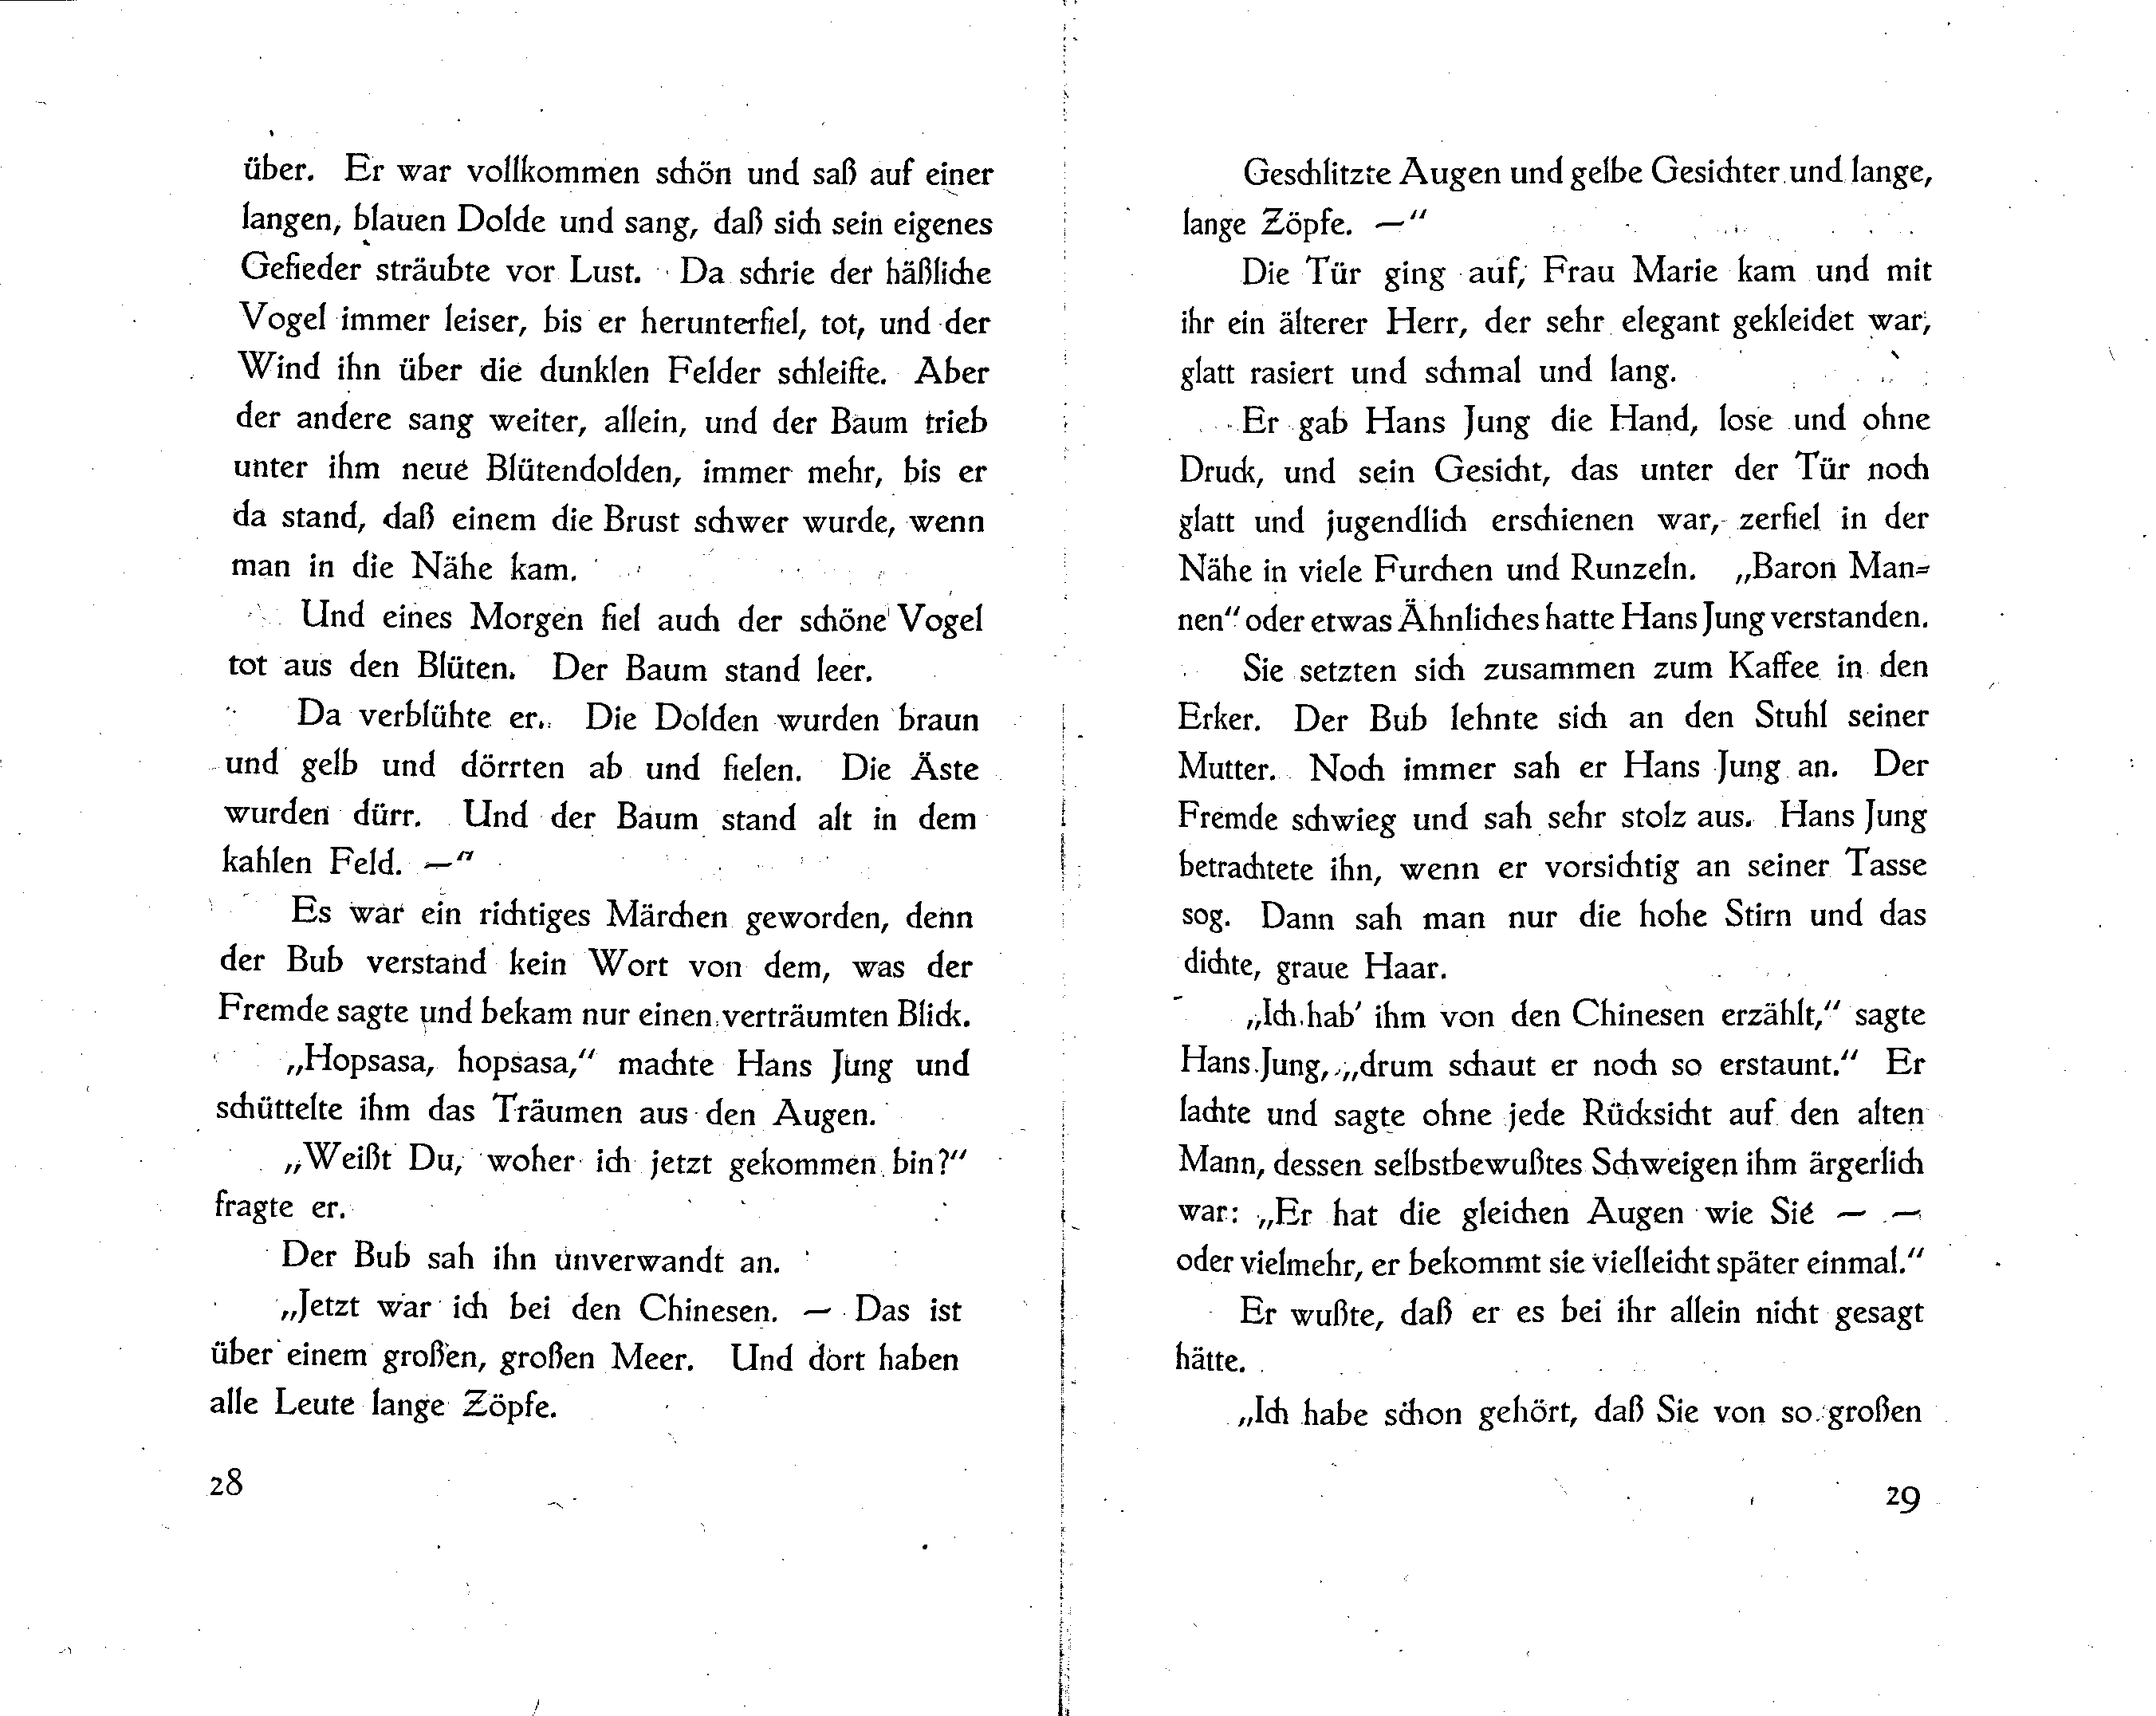 über. Er war vollkommen schön und saß auf einer
langen, blauen Dolde und sang, daß sich sein eigenes
Gefieder sträubte vor Lust. Da schrie der häßliche
Vogel immer leiser, bis er herunterfiel, tot, und der
Wind ihn über die dunklen Felder schleifte. Aber
der andere sang weiter, allein, und der Baum trieb
unter ihm neue Blütendolden, immer mehr, bis er
da stand, daß einem die Brust schwer wurde, wenn
man in die Nähe kam.
Und eines Morgen fiel auch der schöne Vogel
tot aus den Blüten. Der Baum stand leer.
Da verblühte er. Die Dolden wurden braun
und gelb und dörrten ab und fielen. Die Äste
wurden dürr. Und der Baum stand alt in dem
kahlen Feld. —“
Es war ein richtiges Märchen geworden, denn
der Bub verstand kein Wort von dem, was der
Fremde sagte und bekam nur einen verträumten Blick.
„Hopsasa, hopsasa,“ machte Hans Jung und
schüttelte ihm das Träumen aus den Augen.
„Weißt Du, woher ich jetzt gekommen bin?“
fragte er.
Der Bub sah ihn unverwandt an.
„Jetzt war ich bei den Chinesen. — Das ist
über einem großen, großen Meer. Und dort haben
alle Leute lange Zöpfe.
28
Geschlitzte Augen und gelbe Gesichter und lange,
lange Zöpfe. —“
Die Tür ging auf, Frau Marie kam und mit
ihr ein älterer Herr, der sehr elegant gekleidet war,
glatt rasiert und schmal und lang.
Er gab Hans Jung die Hand, lose und ohne
Druck, und sein Gesicht, das unter der Tür noch
glatt und jugendlich erschienen war, zerfiel in der
Nähe in viele Furchen und Runzeln. „Baron Man-
nen“ oder etwas Ähnliches hatte Hans Jung verstanden.
Sie setzten sich zusammen zum Kaffee in den
Erker. Der Bub lehnte sich an den Stuhl seiner
Mutter. Noch immer sah er Hans Jung an. Der
Fremde schwieg und sah sehr stolz aus. Hans Jung
betrachtete ihn, wenn er vorsichtig an seiner Tasse
sog. Dann sah man nur die hohe Stirn und das
dichte, graue Haar.
„Ich hab’ ihm von den Chinesen erzählt,“ sagte
Hans Jung, „drum schaut er noch so erstaunt.“ Er
lachte und sagte ohne jede Rücksicht auf den alten
Mann, dessen selbstbewußtes Schweigen ihm ärgerlich
war: „Er hat die gleichen Augen wie Sie — —
oder vielmehr, er bekommt sie vielleicht später einmal.“
Er wußte, daß er es bei ihr allein nicht gesagt
hätte.
„Ich habe schon gehört, daß Sie von so großen
29